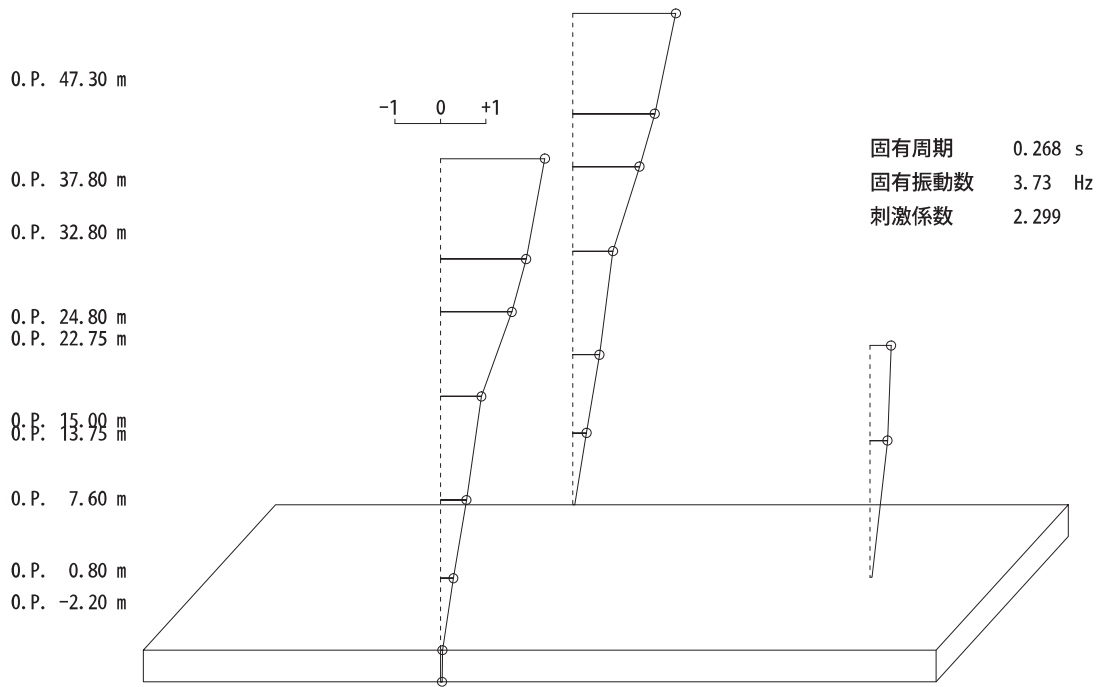 O.P. 47.30 m
-1 0 +1
固有周期 0.268 s
O.P. 37.80 m
固有振動数 3.73 Hz
刺激係数 2.299
O.P. 32.80 m
O.P. 24.80 m
O.P. 22.75 m
O.P. 15.00 m
O.P. 13.75 m
O.P. 7.60 m
O.P. 0.80 m
O.P. -2.20 m